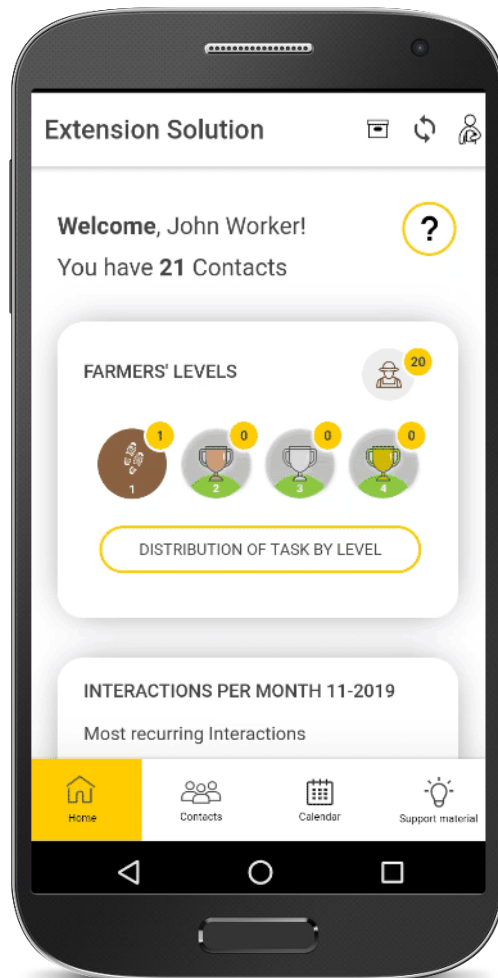 Extension Solution
Welcome, John Worker!
?
You have 21 Contacts
FARMERS' LEVELS
20
1
0
0
0
1
2
3
4
DISTRIBUTION OF TASK BY LEVEL
INTERACTIONS PER MONTH 11-2019
Most recurring Interactions
Home
Contacts
Calendar
Support material